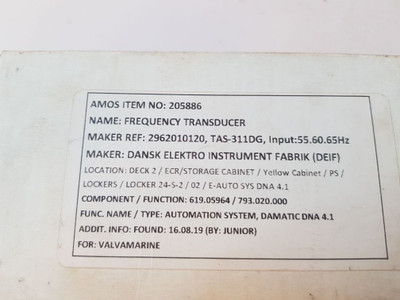 AMOS ITEM NO: 205886
NAME: FREQUENCY TRANSDUCER
MAKER REF: 2962010120, TAS-311DG, Input:55.60.65Hz
MAKER: DANSK ELEKTRO INSTRUMENT FABRIK (DEIF)
LOCATION: DECK 2 / ECR/STORAGE CABINET / Yellow Cabinet / PS /
LOCKERS / LOCKER 24-S-2 / 02 / E-AUTO SYS DNA 4.1
COMPONENT / FUNCTION: 619.05964 / 793.020.000
FUNC. NAME / TYPE: AUTOMATION SYSTEM, DAMATIC DNA 4.1
ADDIT. INFO: FOUND: 16.08.19 (BY: JUNIOR)
FOR: VALVAMARINE